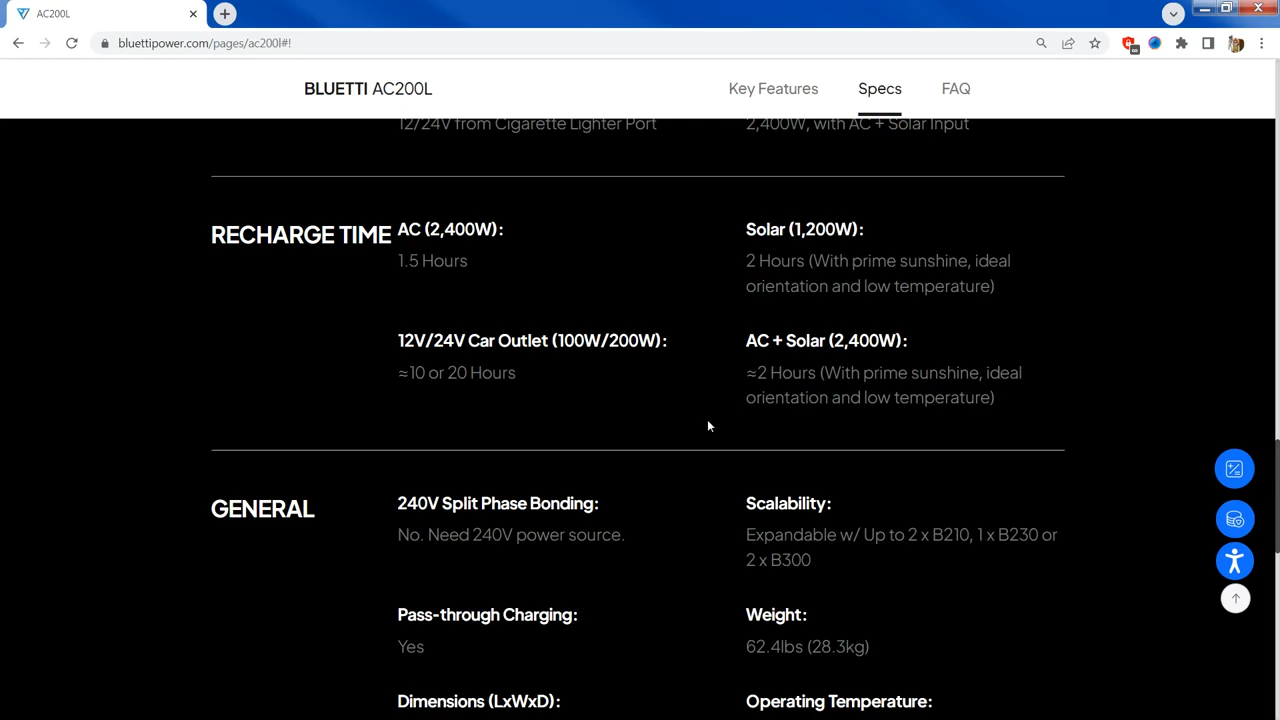 AC200L
bluettipower.com/pages/ac200l#!
BLUETTI AC200L
Key Features
Specs
FAQ
12/24V from Cigarette Lighter Port
2,400W, with AC + Solar Input
RECHARGE TIME
AC (2,400W):
1.5 Hours
Solar (1,200W):
2 Hours (With prime sunshine, ideal
orientation and low temperature)
12V/24V Car Outlet (100W/200W):
≈10 or 20 Hours
AC + Solar (2,400W):
≈2 Hours (With prime sunshine, ideal
orientation and low temperature)
GENERAL
240V Split Phase Bonding:
No. Need 240V power source.
Scalability:
Expandable w/ Up to 2 x B210, 1 x B230 or
2 x B300
Pass-through Charging:
Yes
Weight:
62.4lbs (28.3kg)
Dimensions (LxWxD):
Operating Temperature: